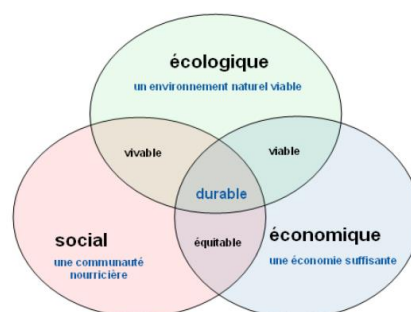 écologique
un environnement naturel viable
vivable
viable
durable
social
une communauté
nourricière
équitable
économique
une économie suffisante